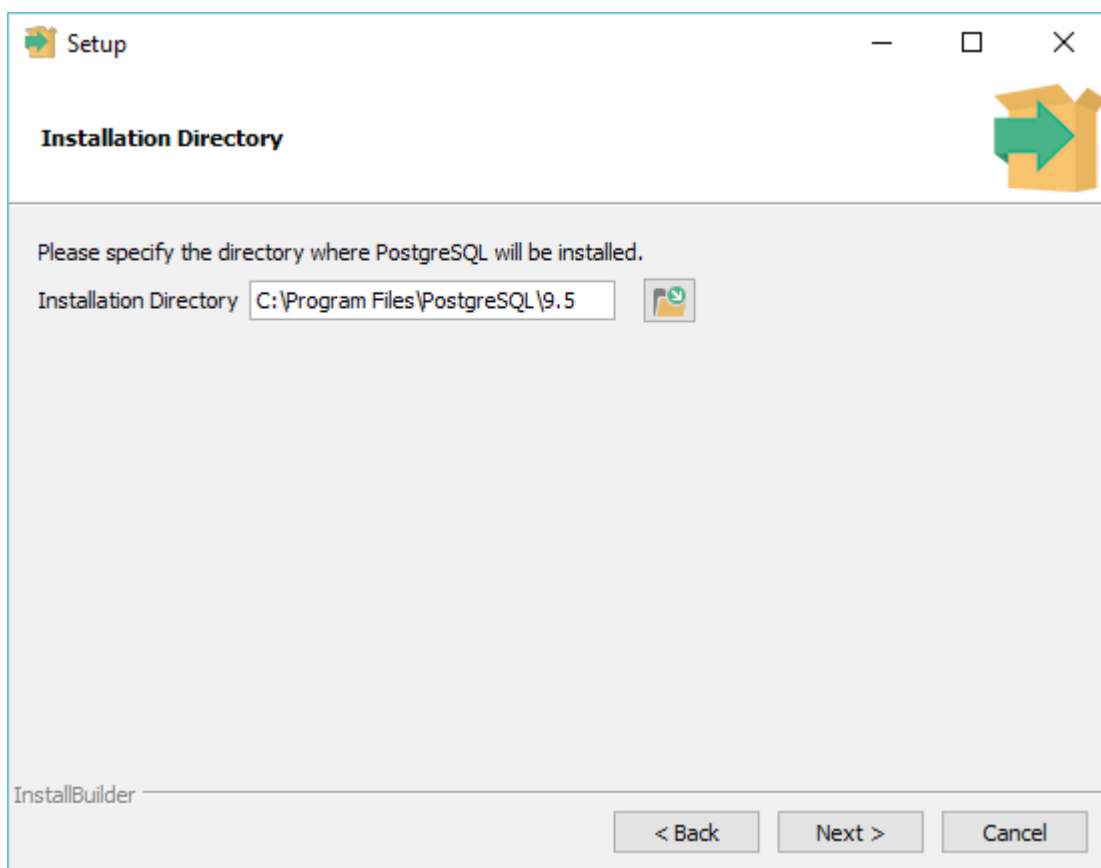 Setup
Installation Directory
Please specify the directory where PostgreSQL will be installed.
Installation Directory C:\Program Files\PostgreSQL\9.5
InstallBuilder
< Back Next > Cancel